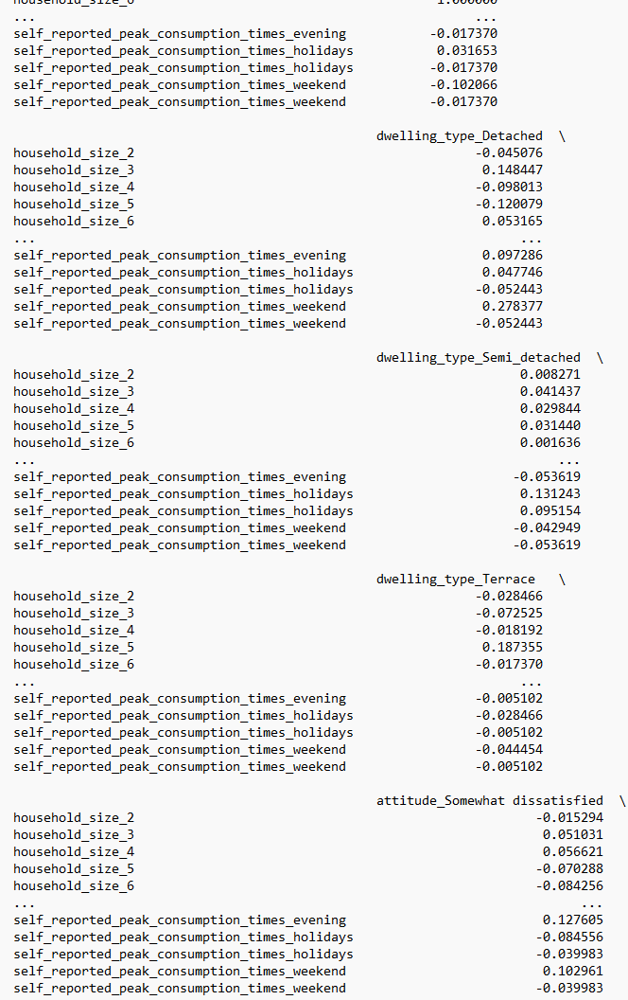 household_size_6 1.000000
... ...
self_reported_peak_consumption_times_evening -0.017370
self_reported_peak_consumption_times_holidays 0.031653
self_reported_peak_consumption_times_holidays -0.017370
self_reported_peak_consumption_times_weekend -0.102066
self_reported_peak_consumption_times_weekend -0.017370
dwelling_type_Detached \
household_size_2 -0.045076
household_size_3 0.148447
household_size_4 -0.098013
household_size_5 -0.120079
household_size_6 0.053165
... ...
self_reported_peak_consumption_times_evening 0.097286
self_reported_peak_consumption_times_holidays 0.047746
self_reported_peak_consumption_times_holidays -0.052443
self_reported_peak_consumption_times_weekend 0.278377
self_reported_peak_consumption_times_weekend -0.052443
dwelling_type_Semi_detached \
household_size_2 0.008271
household_size_3 0.041437
household_size_4 0.029844
household_size_5 0.031440
household_size_6 0.001636
... ...
self_reported_peak_consumption_times_evening -0.053619
self_reported_peak_consumption_times_holidays 0.131243
self_reported_peak_consumption_times_holidays 0.095154
self_reported_peak_consumption_times_weekend -0.042949
self_reported_peak_consumption_times_weekend -0.053619
dwelling_type_Terrace \
household_size_2 -0.028466
household_size_3 -0.072525
household_size_4 -0.018192
household_size_5 0.187355
household_size_6 -0.017370
... ...
self_reported_peak_consumption_times_evening -0.005102
self_reported_peak_consumption_times_holidays -0.028466
self_reported_peak_consumption_times_holidays -0.005102
self_reported_peak_consumption_times_weekend -0.044454
self_reported_peak_consumption_times_weekend -0.005102
attitude_Somewhat dissatisfied \
household_size_2 -0.015294
household_size_3 0.051031
household_size_4 0.056621
household_size_5 -0.070288
household_size_6 -0.084256
... ...
self_reported_peak_consumption_times_evening 0.127605
self_reported_peak_consumption_times_holidays -0.084556
self_reported_peak_consumption_times_holidays -0.039983
self_reported_peak_consumption_times_weekend 0.102961
self_reported_peak_consumption_times_weekend -0.039983